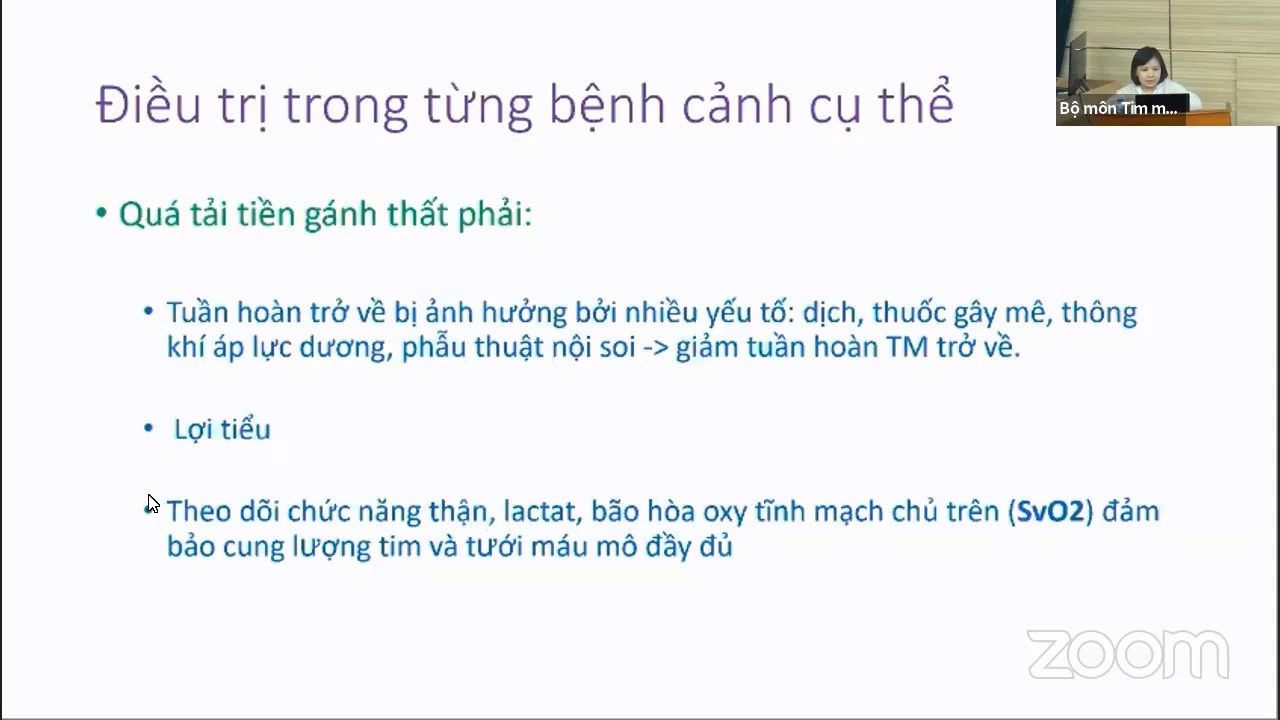 Điều trị trong từng bệnh cảnh cụ thể
Bộ môn Tim m...
• Quá tải tiền gánh thất phải:
• Tuần hoàn trở về bị ảnh hưởng bởi nhiều yếu tố: dịch, thuốc gây mê, thông
khí áp lực dương, phẫu thuật nội soi -> giảm tuần hoàn TM trở về.
• Lợi tiểu
• Theo dõi chức năng thận, lactat, bão hòa oxy tĩnh mạch chủ trên (SvO2) đảm
bảo cung lượng tim và tưới máu mô đầy đủ
zoom